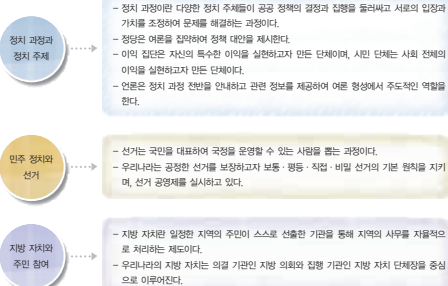 정치 과정과
정치 주체
- 정치 과정이란 다양한 정치 주체들이 공공 정책의 결정과 집행을 둘러싸고 서로의 입장과
가치를 조정하여 문제를 해결하는 과정이다.
- 정당은 여론을 집약하여 정책 대안을 제시한다.
- 이익 집단은 자신의 특수한 이익을 실현하고자 만든 단체이며, 시민 단체는 사회 전체의
이익을 실현하고자 만든 단체이다.
- 언론은 정치 과정 전반을 안내하고 관련 정보를 제공하여 여론 형성에서 주도적인 역할을
한다.
민주 정치와
선거
- 선거는 국민을 대표하여 국정을 운영할 수 있는 사람을 뽑는 과정이다.
- 우리나라는 공정한 선거를 보장하고자 보통·평등·직접·비밀 선거의 기본 원칙을 지키
며, 선거 공영제를 실시하고 있다.
지방 자치와
주민 참여
- 지방 자치란 일정한 지역의 주민이 스스로 선출한 기관을 통해 지역의 사무를 자율적으
로 처리하는 제도이다.
- 우리나라의 지방 자치는 의결 기관인 지방 의회와 집행 기관인 지방 자치 단체장을 중심
으로 이루어진다.